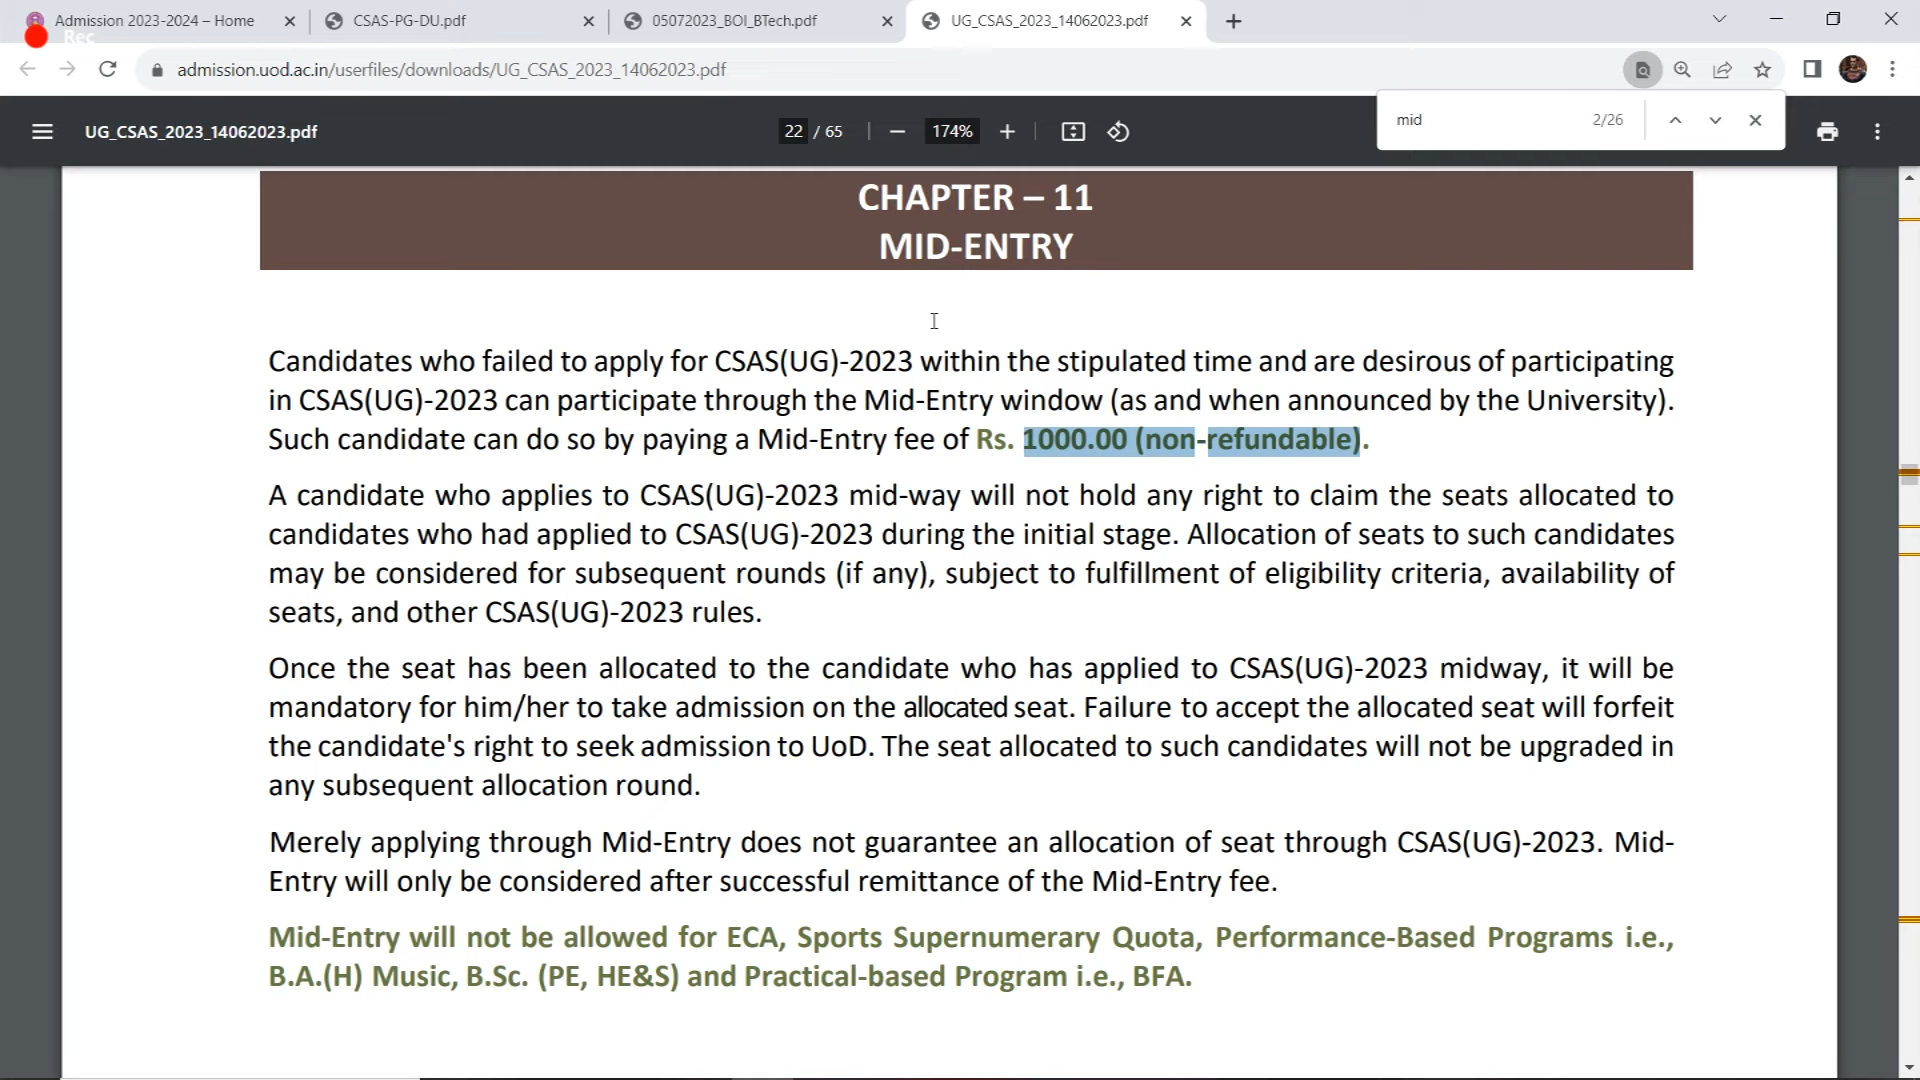 Admission 2023-2024 – Home
CSAS-PG-DU.pdf
05072023_BOI_BTech.pdf
UG_CSAS_2023_14062023.pdf
Rec
admission.uod.ac.in/userfiles/downloads/UG_CSAS_2023_14062023.pdf
mid 2/26
UG_CSAS_2023_14062023.pdf
22 / 65
174%
CHAPTER – 11
MID-ENTRY
Candidates who failed to apply for CSAS(UG)-2023 within the stipulated time and are desirous of participating
in CSAS(UG)-2023 can participate through the Mid-Entry window (as and when announced by the University).
Such candidate can do so by paying a Mid-Entry fee of Rs. 1000.00 (non-refundable).
A candidate who applies to CSAS(UG)-2023 mid-way will not hold any right to claim the seats allocated to
candidates who had applied to CSAS(UG)-2023 during the initial stage. Allocation of seats to such candidates
may be considered for subsequent rounds (if any), subject to fulfillment of eligibility criteria, availability of
seats, and other CSAS(UG)-2023 rules.
Once the seat has been allocated to the candidate who has applied to CSAS(UG)-2023 midway, it will be
mandatory for him/her to take admission on the allocated seat. Failure to accept the allocated seat will forfeit
the candidate's right to seek admission to UoD. The seat allocated to such candidates will not be upgraded in
any subsequent allocation round.
Merely applying through Mid-Entry does not guarantee an allocation of seat through CSAS(UG)-2023. Mid-
Entry will only be considered after successful remittance of the Mid-Entry fee.
Mid-Entry will not be allowed for ECA, Sports Supernumerary Quota, Performance-Based Programs i.e.,
B.A.(H) Music, B.Sc. (PE, HE&S) and Practical-based Program i.e., BFA.